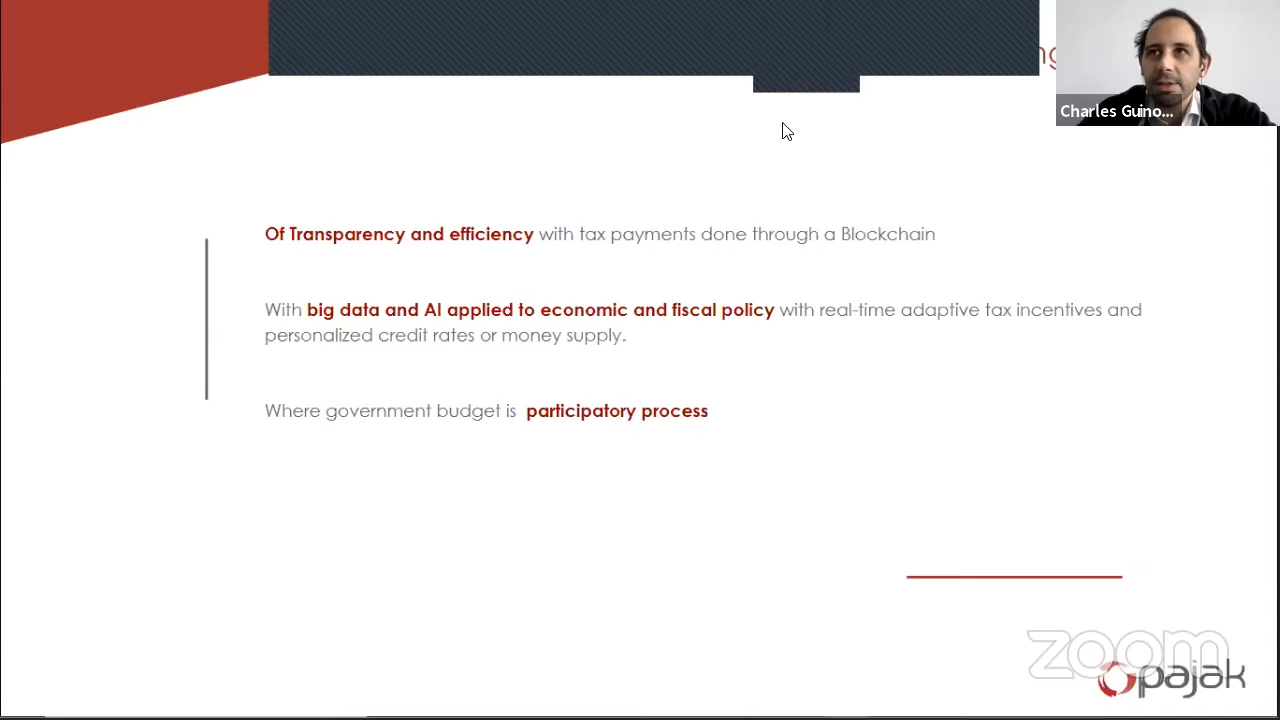 Charles Guino...
Of Transparency and efficiency with tax payments done through a Blockchain
With big data and AI applied to economic and fiscal policy with real-time adaptive tax incentives and
personalized credit rates or money supply.
Where government budget is participatory process
zoom
pajak